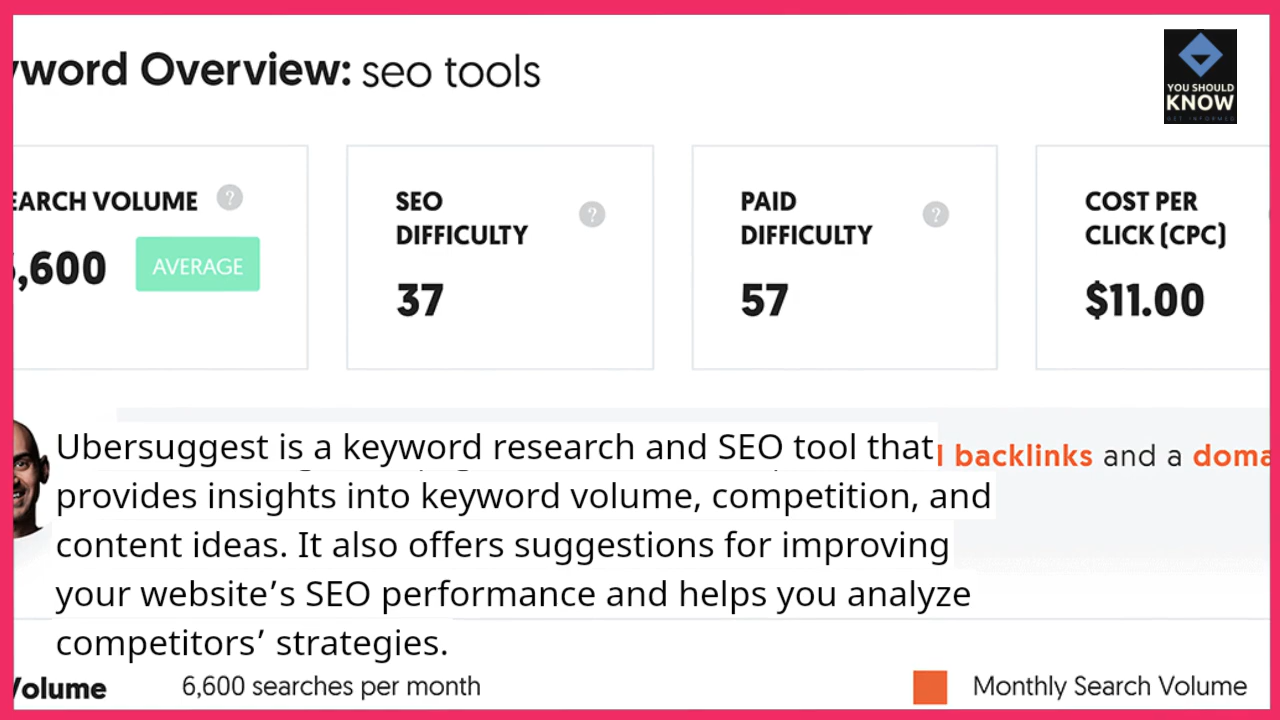 yword Overview: seo tools
YOU SHOULD
KNOW
GET INFORMED
EARCH VOLUME ?
6,600 AVERAGE
SEO
DIFFICULTY ?
37
PAID
DIFFICULTY ?
57
COST PER
CLICK (CPC)
$11.00
Ubersuggest is a keyword research and SEO tool that
provides insights into keyword volume, competition, and
content ideas. It also offers suggestions for improving
your website’s SEO performance and helps you analyze
competitors’ strategies.
backlinks and a doma
Volume 6,600 searches per month Monthly Search Volume